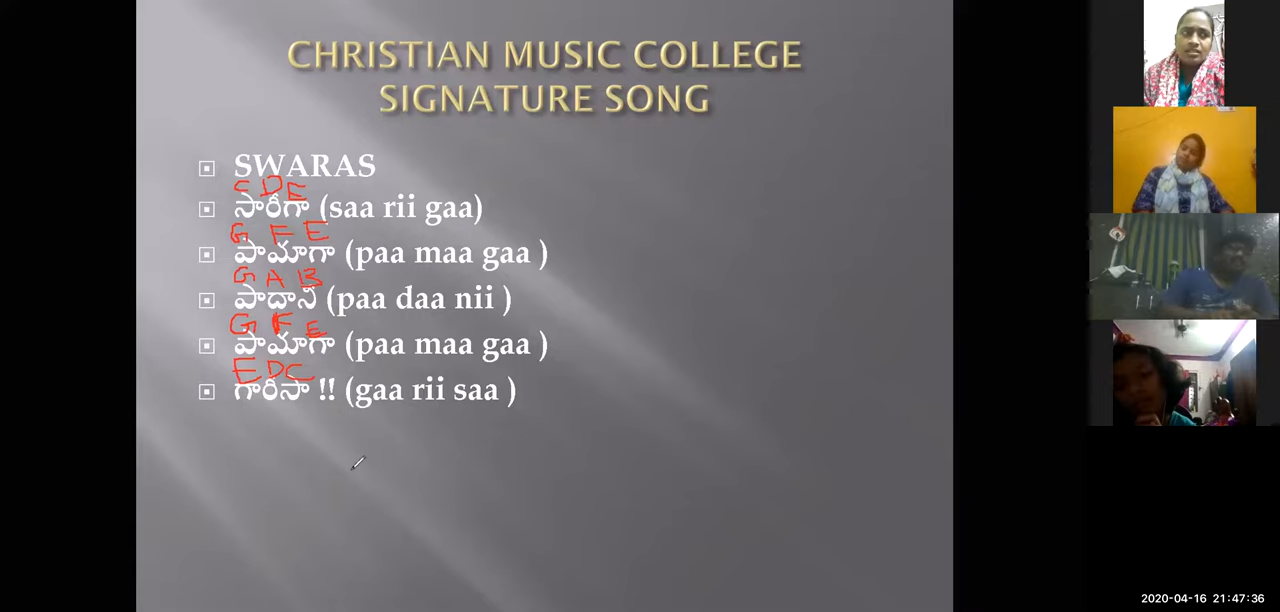 CHRISTIAN MUSIC COLLEGE
SIGNATURE SONG
SWARAS
C D E
సారీగా (saa rii gaa)
G F E
పామాగా (paa maa gaa )
G A B
పాదానీ (paa daa nii )
G F E
పామాగా (paa maa gaa )
E D C
గారీసా !! (gaa rii saa )
2020-04-16 21:47:36